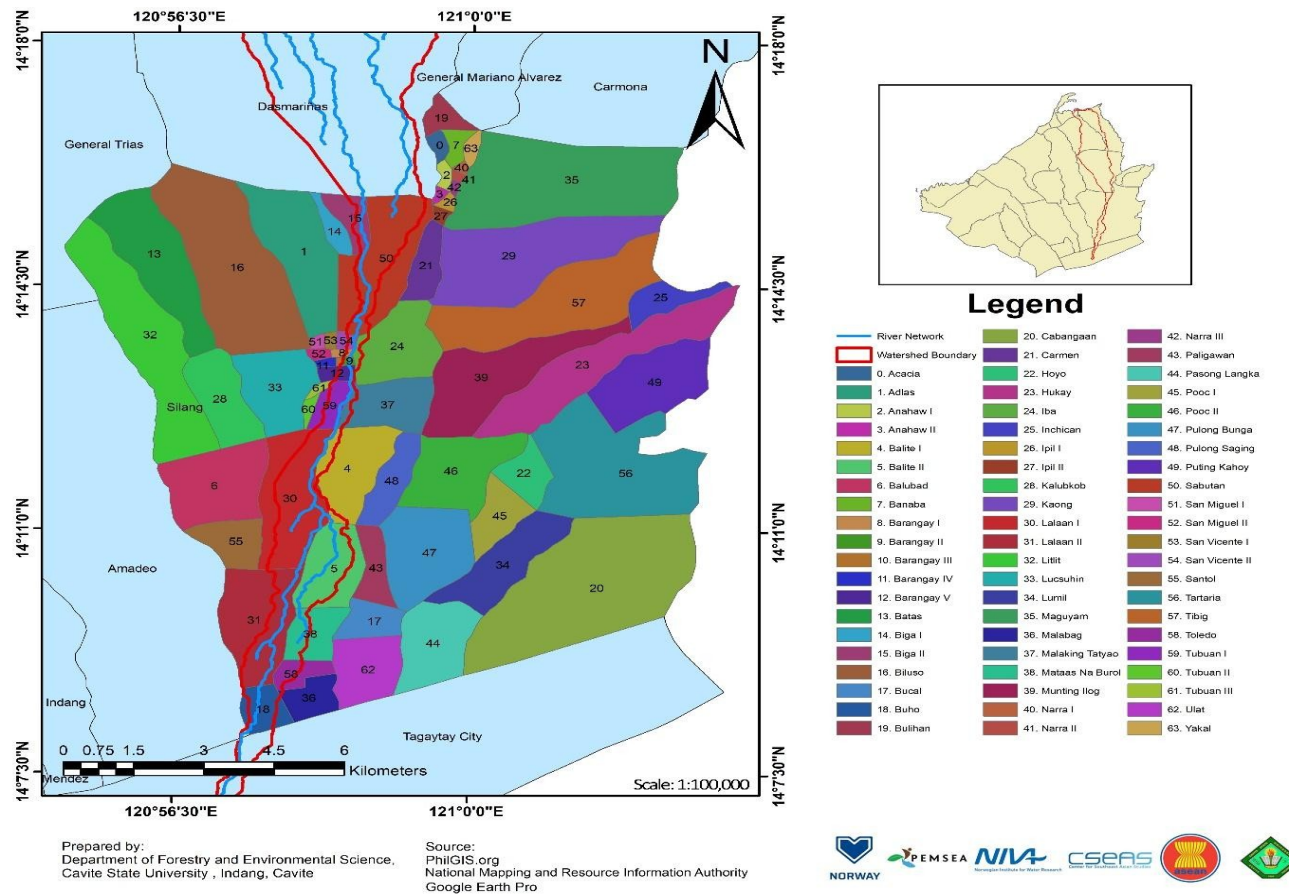 120°56'30"E
121°0'0"E
14°18'0"N
14°18'0"N
N
General Mariano Alvarez
Carmona
Dasmarinas
General Trias
19
0
7
63
40
2
41
42
3
26
27
35
15
14
1
50
21
29
13
16
14°14'30"N
14°14'30"N
25
57
32
51
53
54
52
8
9
11
12
24
23
39
49
33
28
Silang
61
60
59
37
4
46
22
56
48
6
30
45
14°11'0"N
14°11'0"N
55
47
34
5
43
20
Amadeo
31
17
38
44
62
58
36
18
Indang
Tagaytay City
Mendez
0 0.75 1.5 3 4.5 6
Kilometers
Scale: 1:100,000
14°7'30"N
14°7'30"N
120°56'30"E
121°0'0"E
Legend
River Network
Watershed Boundary
0. Acacia
1. Adlas
2. Anahaw I
3. Anahaw II
4. Balite I
5. Balite II
6. Balubad
7. Banaba
8. Barangay I
9. Barangay II
10. Barangay III
11. Barangay IV
12. Barangay V
13. Batas
14. Biga I
15. Biga II
16. Biluso
17. Bucal
18. Buho
19. Bulihan
20. Cabangaan
21. Carmen
22. Hoyo
23. Hukay
24. Iba
25. Inchican
26. Ipil I
27. Ipil II
28. Kalubkob
29. Kaong
30. Lalaan I
31. Lalaan II
32. Litlit
33. Lucsuhin
34. Lumil
35. Maguyam
36. Malabag
37. Malaking Tatyao
38. Mataas Na Burol
39. Munting Ilog
40. Narra I
41. Narra II
42. Narra III
43. Paligawan
44. Pasong Langka
45. Pooc I
46. Pooc II
47. Pulong Bunga
48. Pulong Saging
49. Puting Kahoy
50. Sabutan
51. San Miguel I
52. San Miguel II
53. San Vicente I
54. San Vicente II
55. Santol
56. Tartaria
57. Tibig
58. Toledo
59. Tubuan I
60. Tubuan II
61. Tubuan III
62. Ulat
63. Yakal
Prepared by:
Department of Forestry and Environmental Science,
Cavite State University , Indang, Cavite
Source:
PhilGIS.org
National Mapping and Resource Information Authority
Google Earth Pro
NORWAY
PEMSEA
NIVA
Norwegian Institute for Water Research
CSEAS
Center for Southeast Asian Studies
asean